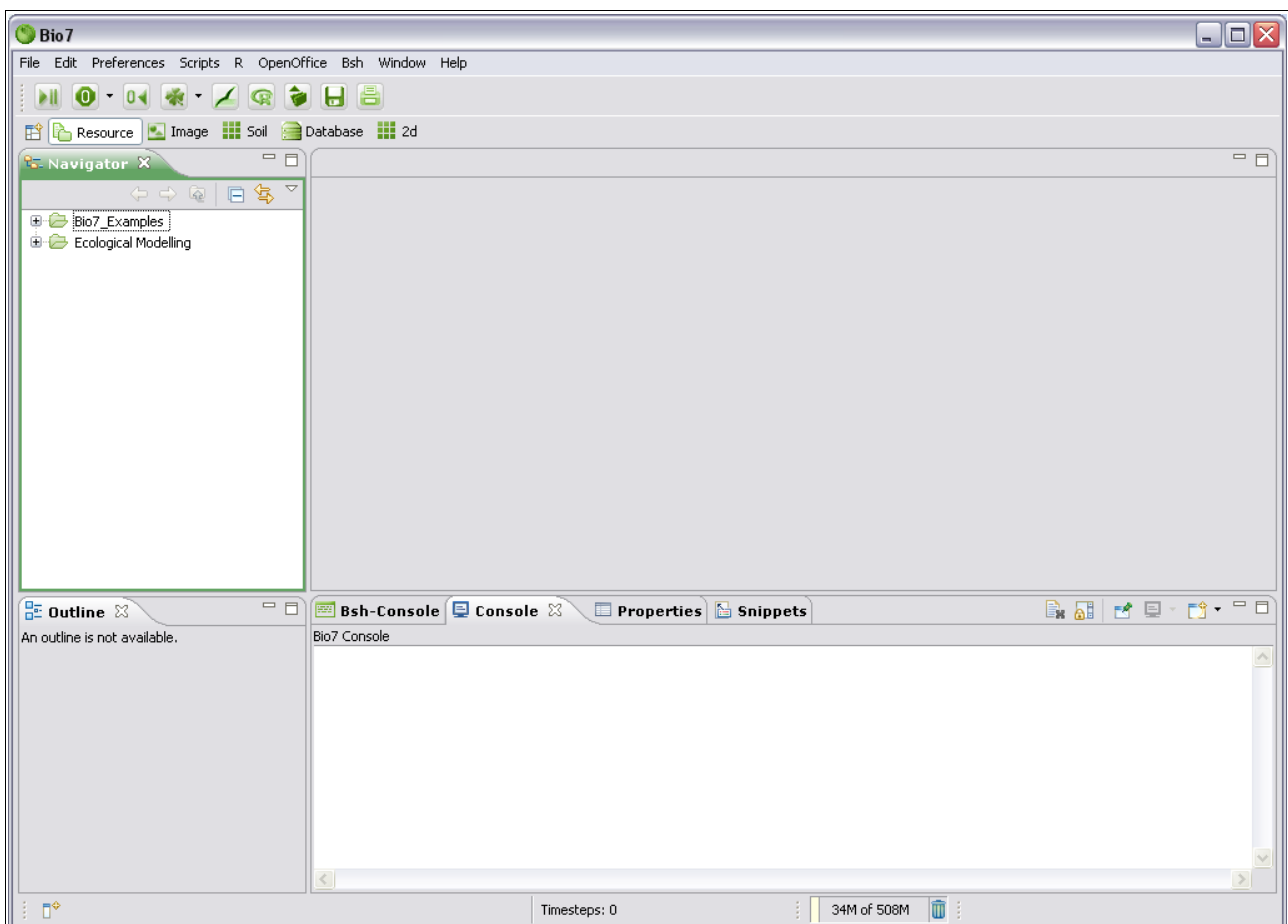 Bio7
File Edit Preferences Scripts R OpenOffice Bsh Window Help
Resource Image Soil Database 2d
Navigator
Bio7_Examples
Ecological Modelling
Outline
An outline is not available.
Bsh-Console Console Properties Snippets
Bio7 Console
Timesteps: 0
34M of 508M